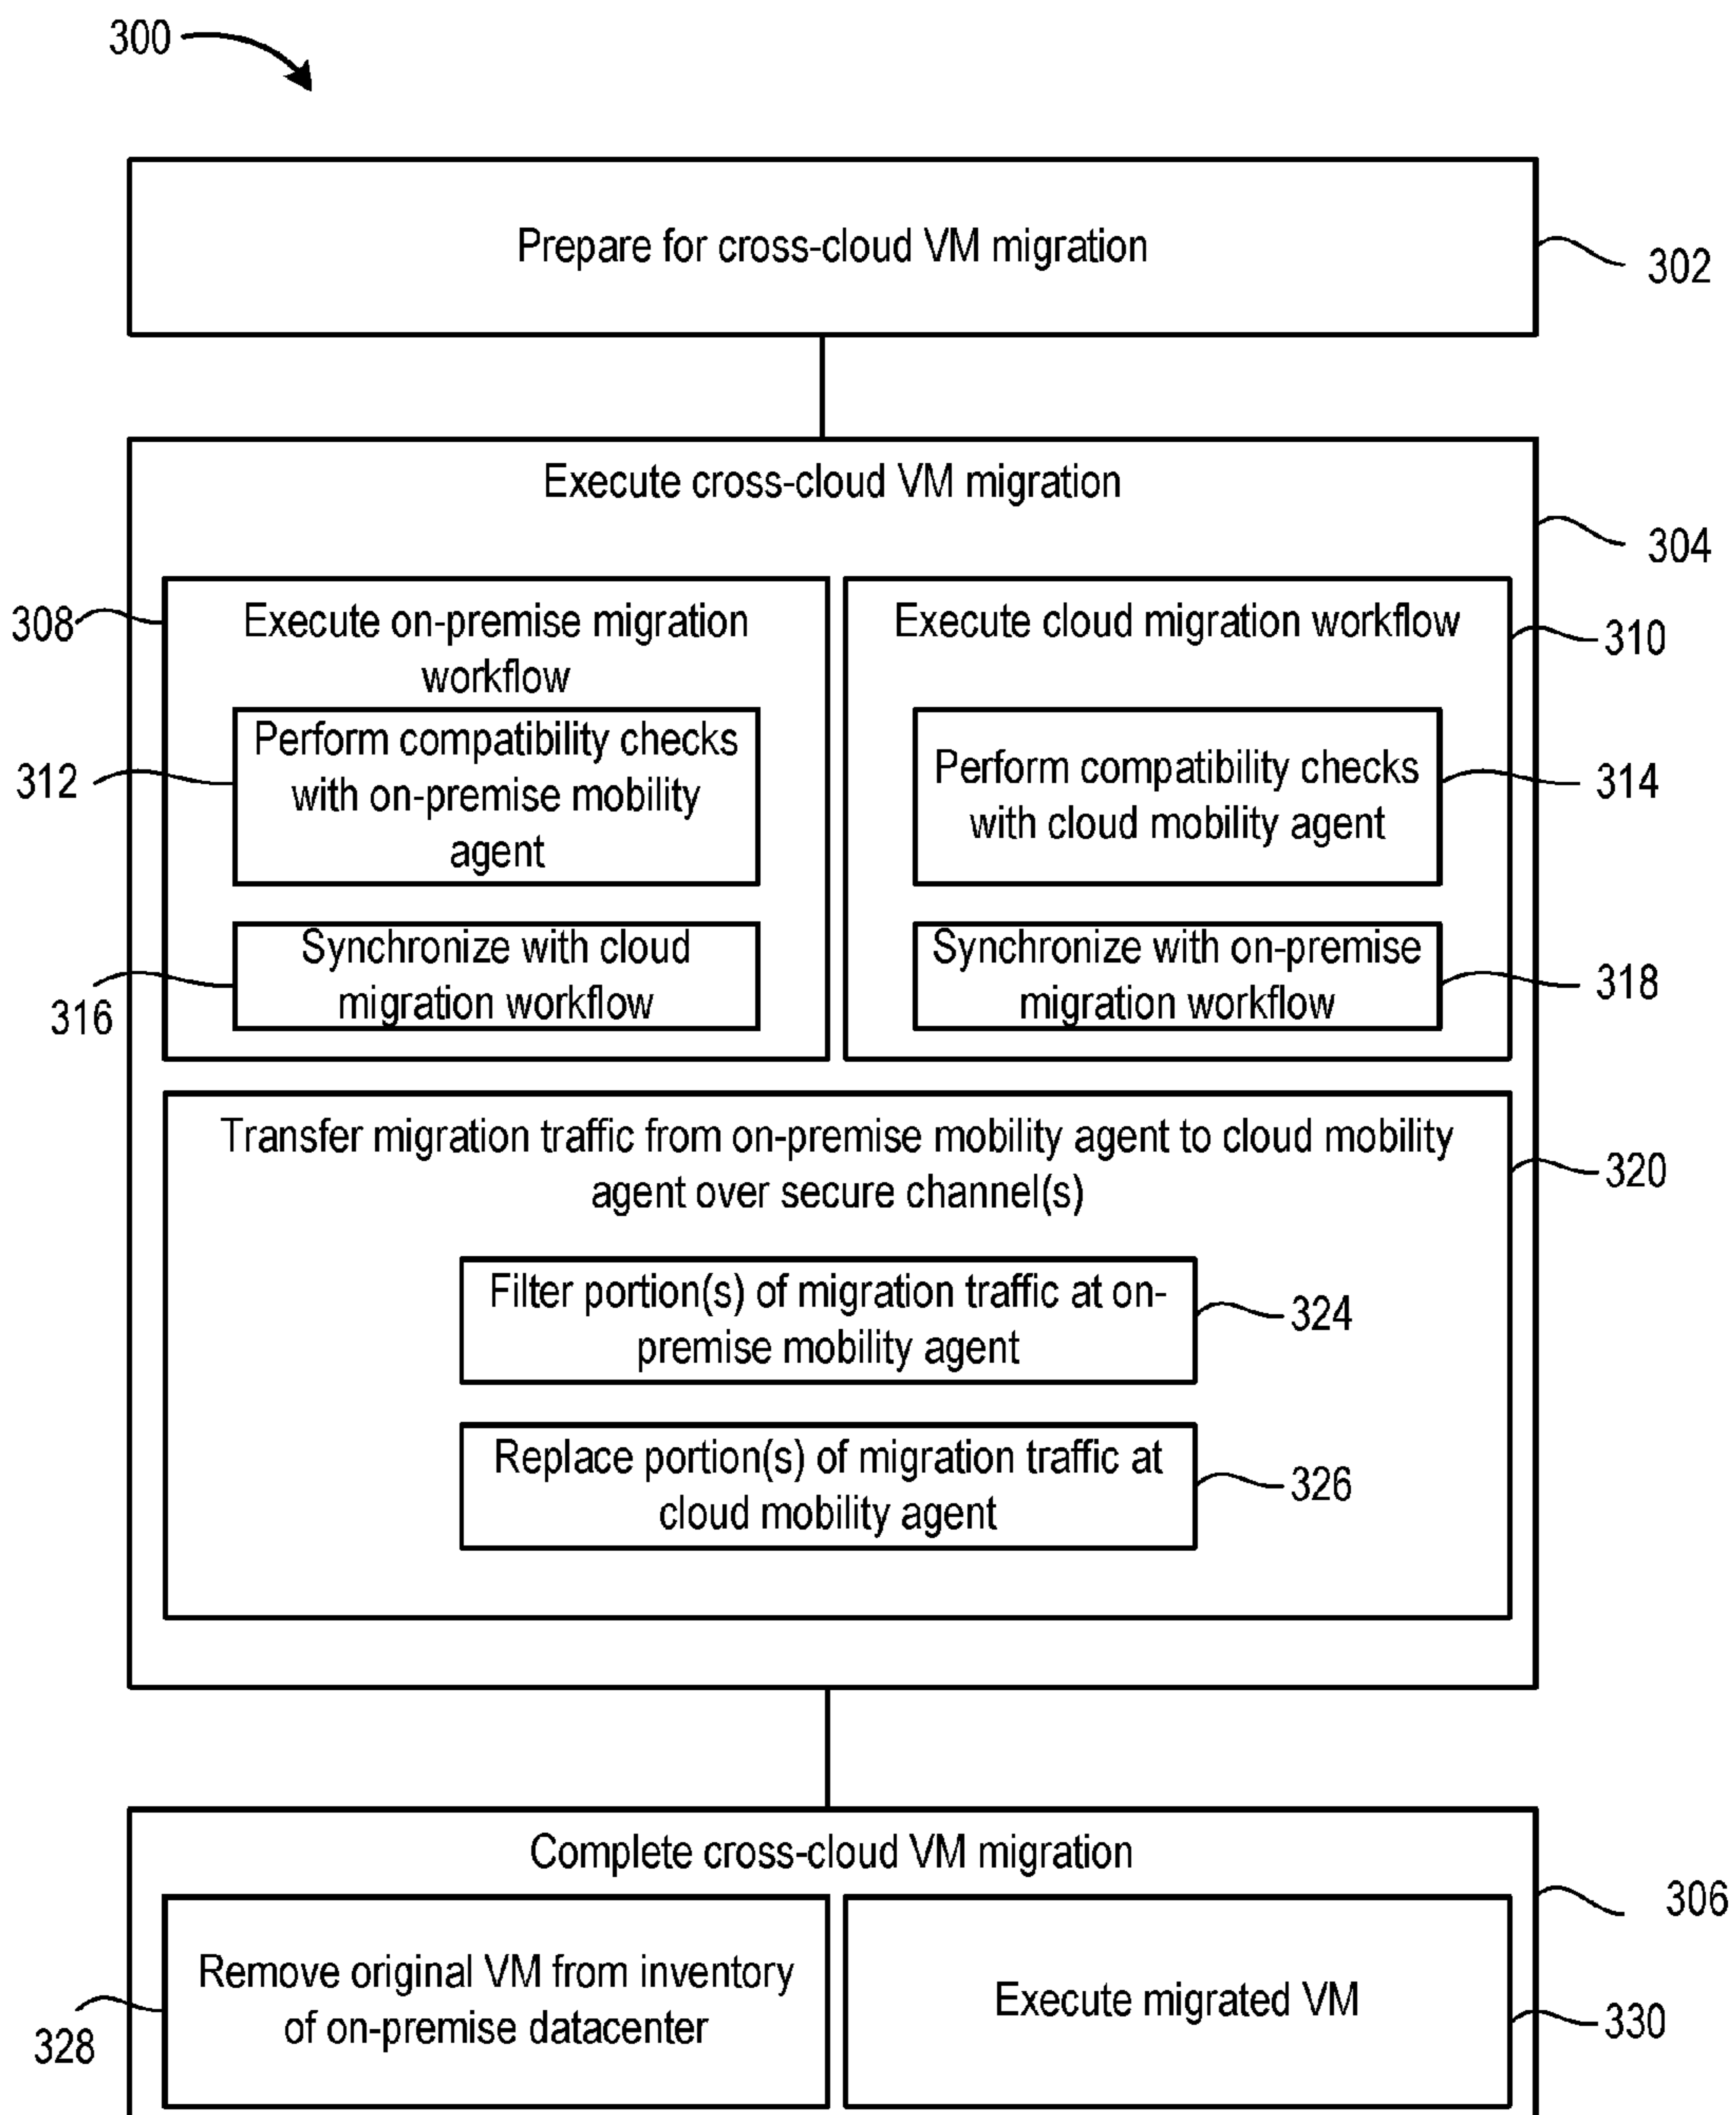 300
Prepare for cross-cloud VM migration
302
Execute cross-cloud VM migration
304
308
Execute on-premise migration
workflow
Execute cloud migration workflow
310
312
Perform compatibility checks
with on-premise mobility
agent
Perform compatibility checks
with cloud mobility agent
314
316
Synchronize with cloud
migration workflow
Synchronize with on-premise
migration workflow
318
Transfer migration traffic from on-premise mobility agent to cloud mobility
agent over secure channel(s)
320
Filter portion(s) of migration traffic at on-
premise mobility agent
324
Replace portion(s) of migration traffic at
cloud mobility agent
326
Complete cross-cloud VM migration
306
Remove original VM from inventory
of on-premise datacenter
328
Execute migrated VM
330